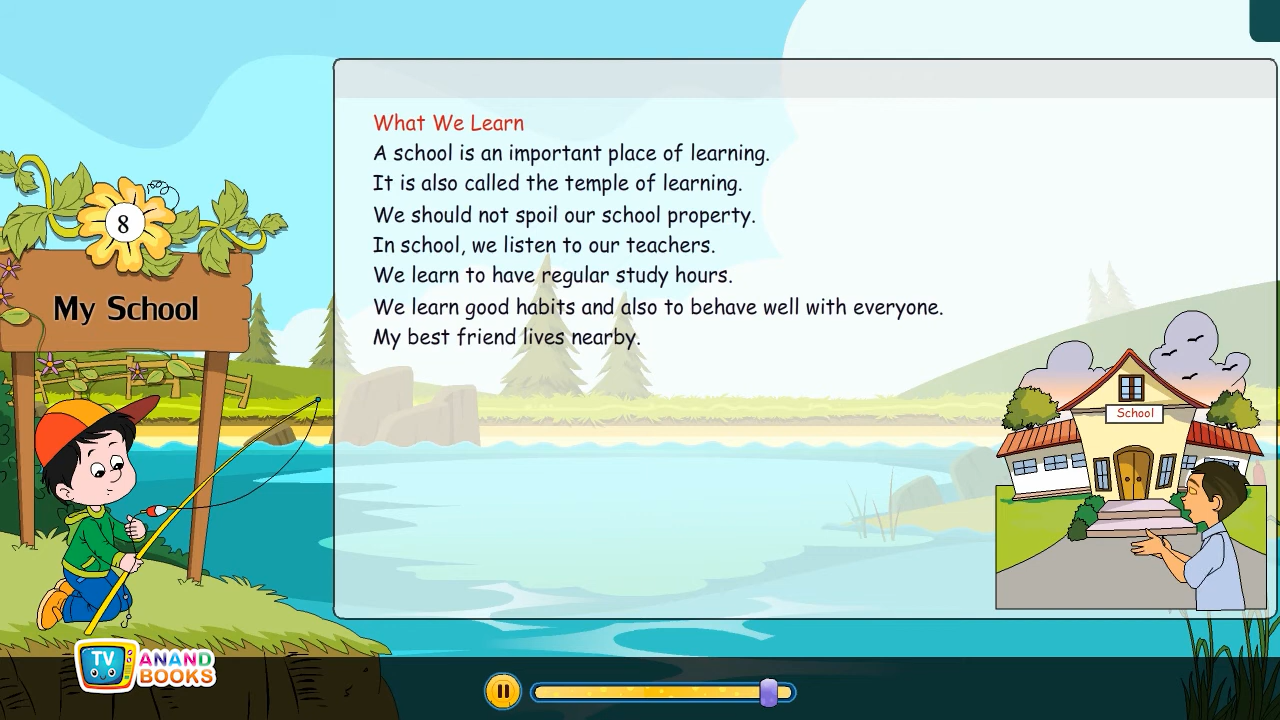 What We Learn
A school is an important place of learning.
It is also called the temple of learning.
We should not spoil our school property.
In school, we listen to our teachers.
We learn to have regular study hours.
We learn good habits and also to behave well with everyone.
My best friend lives nearby.
8
My School
School
TV ANAND
BOOKS